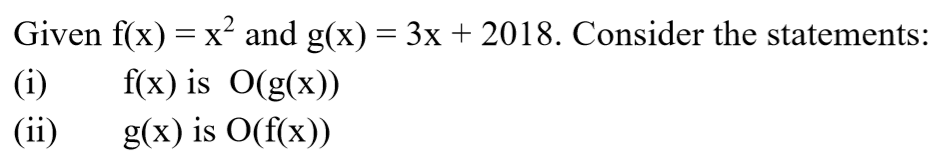 Given f(x) = x² and g(x) = 3x + 2018. Consider the statements:
(i) f(x) is O(g(x))
(ii) g(x) is O(f(x))